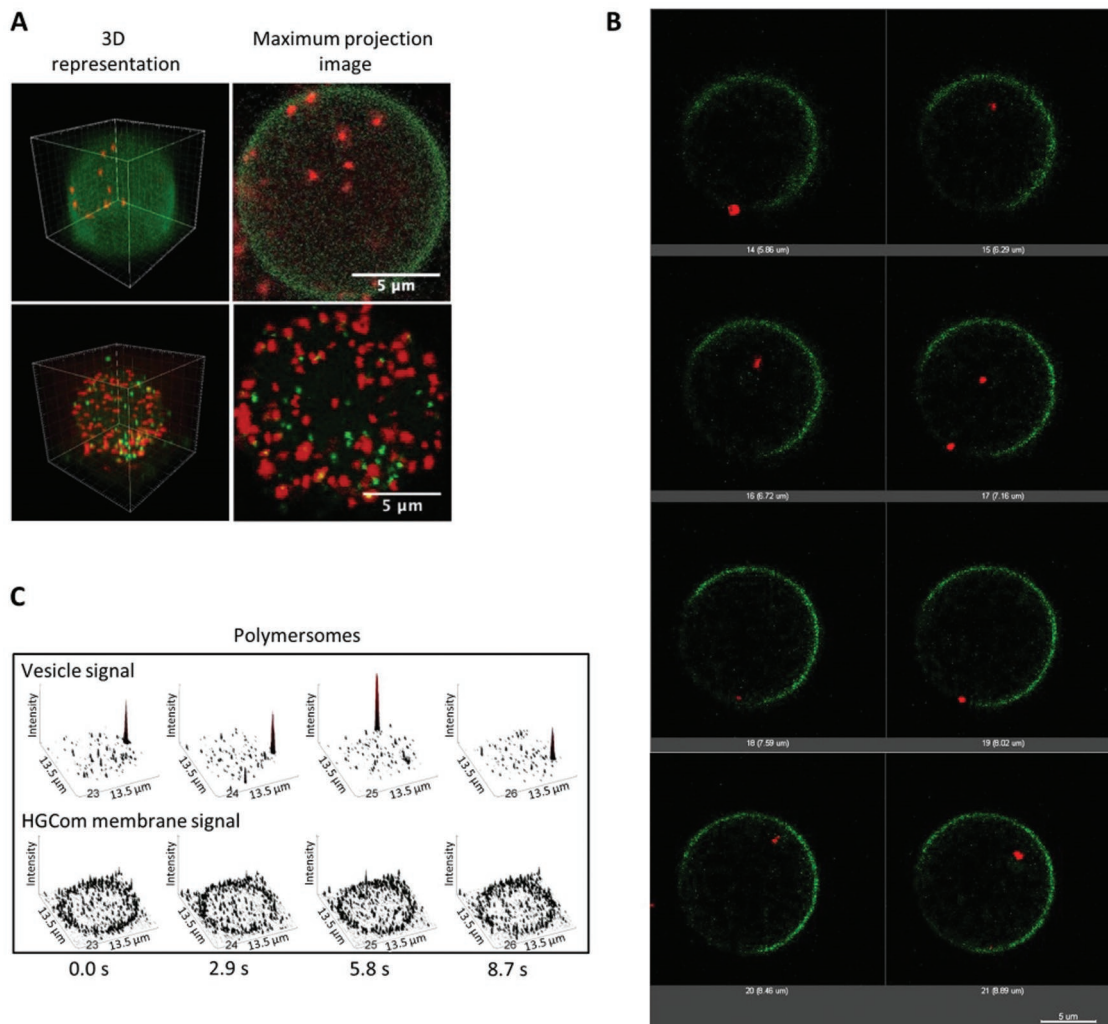 A
3D
representation
Maximum projection
image
5 μm
5 μm
B
14 (5.86 um)
15 (6.29 um)
16 (6.72 um)
17 (7.16 um)
18 (7.59 um)
19 (8.02 um)
20 (8.46 um)
21 (8.89 um)
5 μm
C
Polymersomes
Vesicle signal
Intensity
13.5 μm
23
13.5 μm
Intensity
13.5 μm
24
13.5 μm
Intensity
13.5 μm
25
13.5 μm
Intensity
13.5 μm
26
13.5 μm
HGCom membrane signal
Intensity
13.5 μm
23
13.5 μm
Intensity
13.5 μm
24
13.5 μm
Intensity
13.5 μm
25
13.5 μm
Intensity
13.5 μm
26
13.5 μm
0.0 s
2.9 s
5.8 s
8.7 s